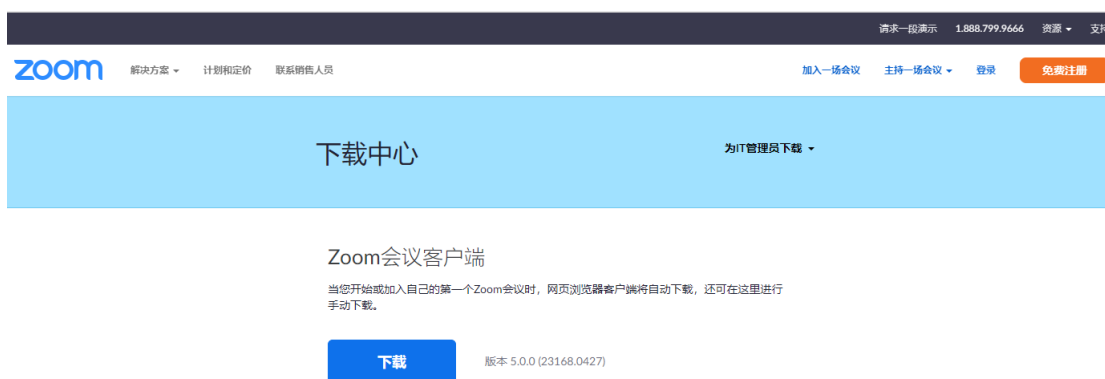 请求一段演示 1.888.799.9666 资源 支持
zoom 解决方案 计划和定价 联系销售人员 加入一场会议 主持一场会议 登录 免费注册
下载中心 为IT管理员下载
Zoom会议客户端
当您开始或加入自己的第一个Zoom会议时，网页浏览器客户端将自动下载，还可在这里进行
手动下载。
下载 版本 5.0.0 (23168.0427)